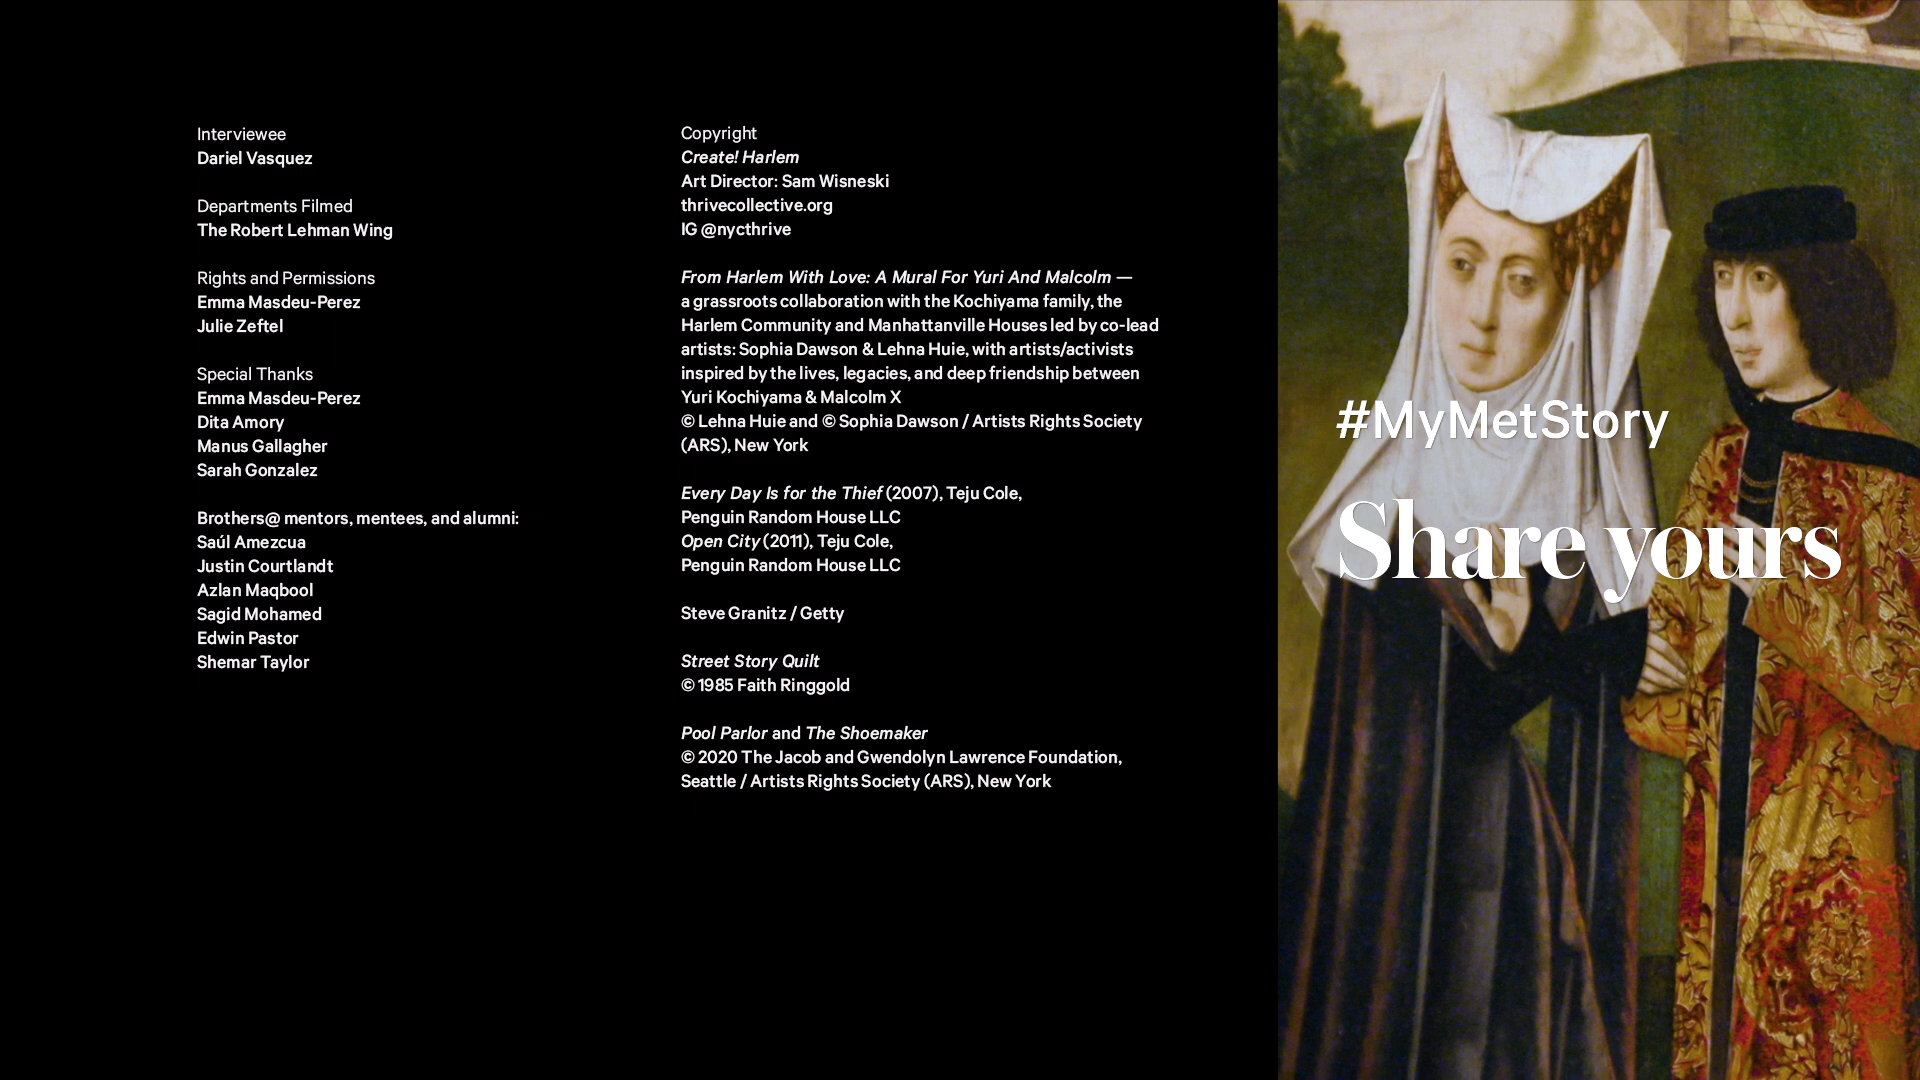 Interviewee
Dariel Vasquez
Departments Filmed
The Robert Lehman Wing
Rights and Permissions
Emma Masdeu-Perez
Julie Zeftel
Special Thanks
Emma Masdeu-Perez
Dita Amory
Manus Gallagher
Sarah Gonzalez
Brothers@ mentors, mentees, and alumni:
Saúl Amezcua
Justin Courtlandt
Azlan Maqbool
Sagid Mohamed
Edwin Pastor
Shemar Taylor
Copyright
Create! Harlem
Art Director: Sam Wisneski
thrivecollective.org
IG @nycthrive
From Harlem With Love: A Mural For Yuri And Malcolm —
a grassroots collaboration with the Kochiyama family, the
Harlem Community and Manhattanville Houses led by co-lead
artists: Sophia Dawson & Lehna Huie, with artists/activists
inspired by the lives, legacies, and deep friendship between
Yuri Kochiyama & Malcolm X
© Lehna Huie and © Sophia Dawson / Artists Rights Society
(ARS), New York
Every Day Is for the Thief (2007), Teju Cole,
Penguin Random House LLC
Open City (2011), Teju Cole,
Penguin Random House LLC
Steve Granitz / Getty
Street Story Quilt
© 1985 Faith Ringgold
Pool Parlor and The Shoemaker
© 2020 The Jacob and Gwendolyn Lawrence Foundation,
Seattle / Artists Rights Society (ARS), New York
#MyMetStory
Share yours